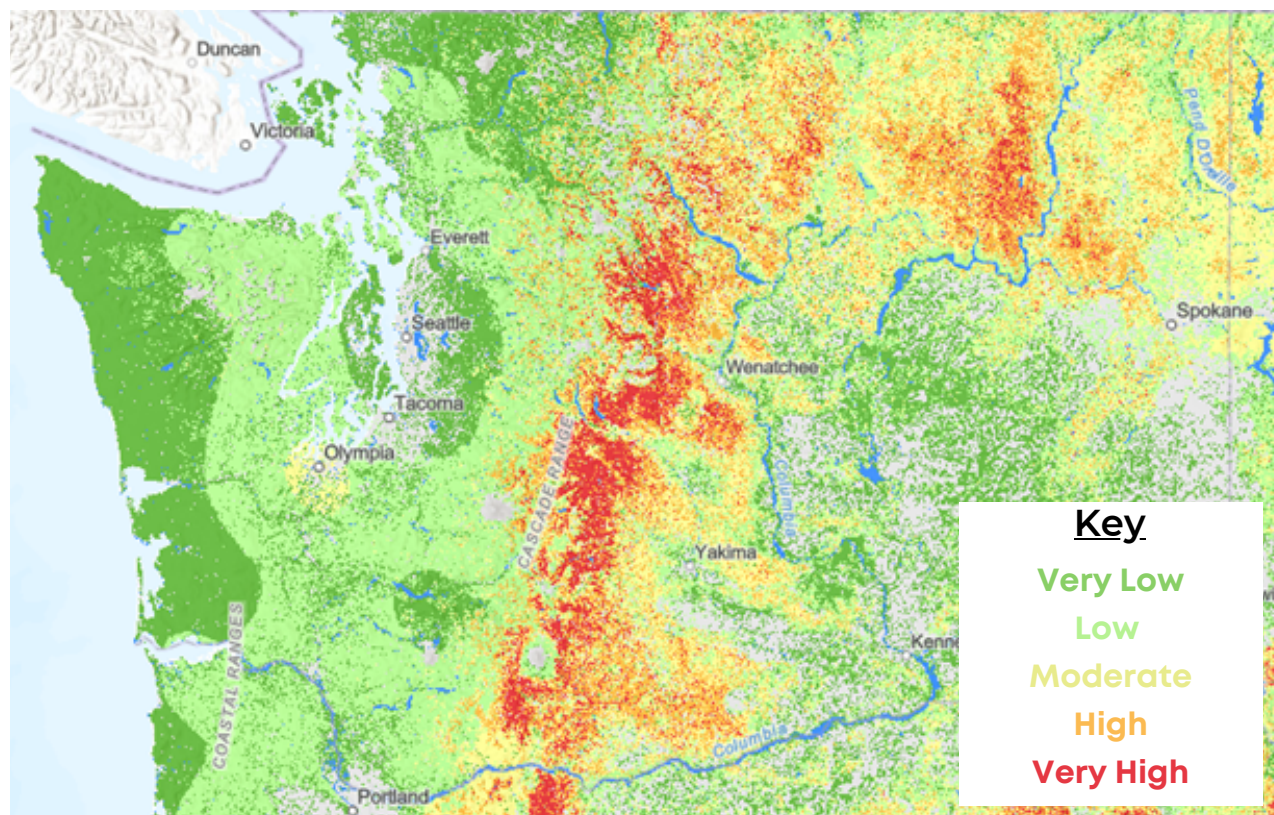 Duncan
Victoria
Pend D'Oville
Everett
Spokane
Seattle
Wenatchee
Tacoma
Olympia
CASCADE RANGE
Columbia
Key
Yakima
Very Low
Low
COASTAL RANGES
Kenne
Moderate
High
Columbia
Very High
Portland